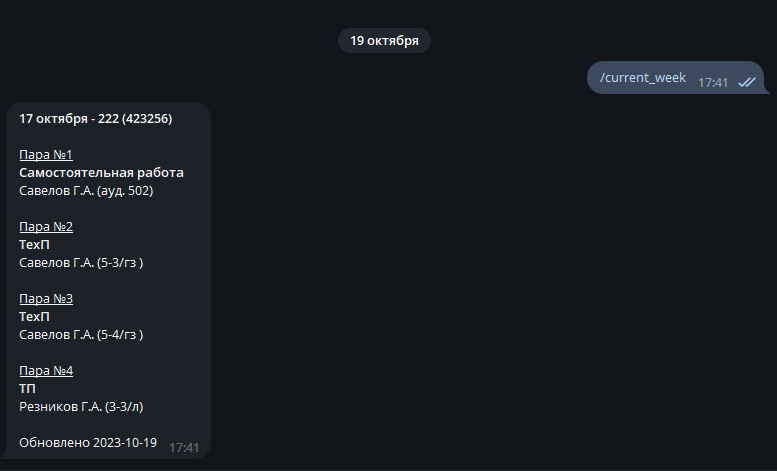 19 октября
/current_week
17:41
17 октября - 222 (423256)
Пара №1
Самостоятельная работа
Савелов Г.А. (ауд. 502)
Пара №2
ТехП
Савелов Г.А. (5-3/гз )
Пара №3
ТехП
Савелов Г.А. (5-4/гз )
Пара №4
ТП
Резников Г.А. (3-3/л)
Обновлено 2023-10-19
17:41